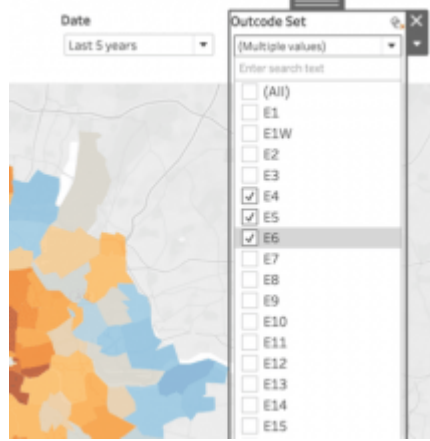 Date
Last 5 years
Outcode Set
(Multiple values)
Enter search text
(All)
E1
E1W
E2
E3
E4
E5
E6
E7
E8
E9
E10
E11
E12
E13
E14
E15